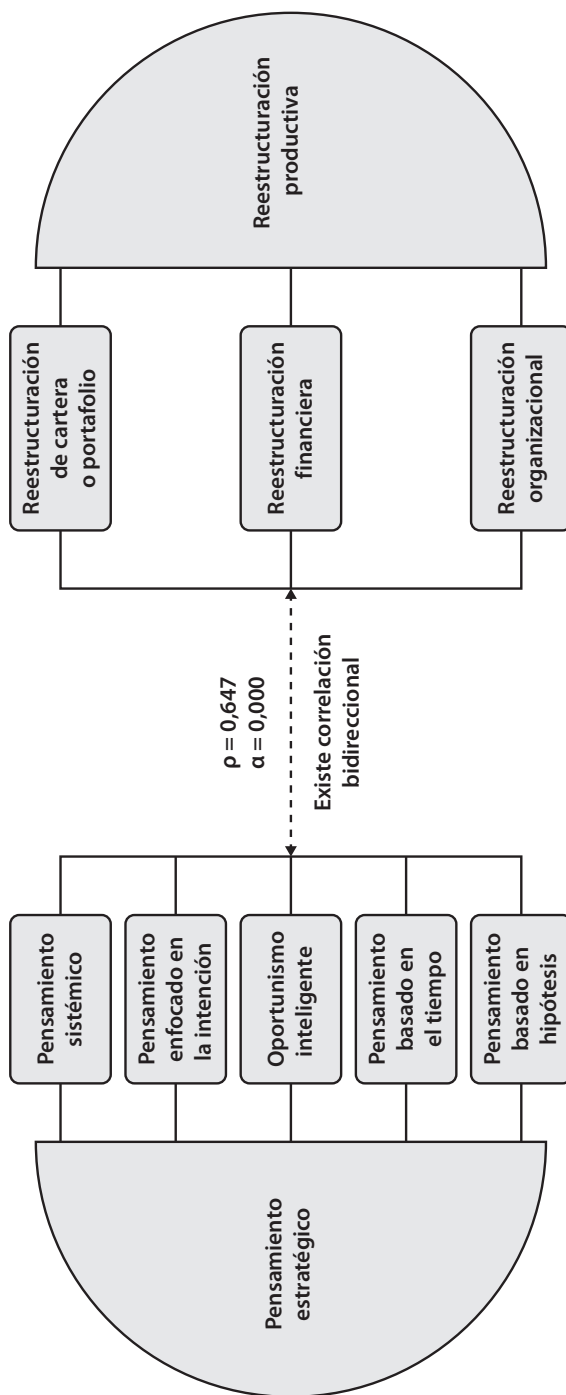 Pensamiento
estratégico
Pensamiento
sistémico
Pensamiento
enfocado en
la intención
Oportunismo
inteligente
Pensamiento
basado en
el tiempo
Pensamiento
basado en
hipótesis
ρ = 0,647
α = 0,000
Existe correlación
bidireccional
Reestructuración
de cartera
o portafolio
Reestructuración
financiera
Reestructuración
organizacional
Reestructuración
productiva